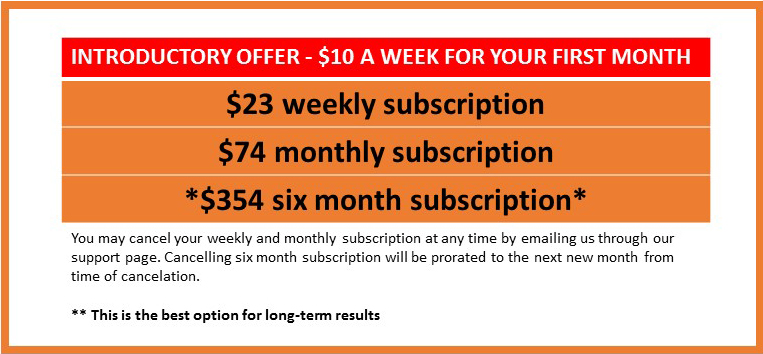 INTRODUCTORY OFFER - $10 A WEEK FOR YOUR FIRST MONTH
$23 weekly subscription
$74 monthly subscription
*$354 six month subscription*
You may cancel your weekly and monthly subscription at any time by emailing us through our
support page. Cancelling six month subscription will be prorated to the next new month from
time of cancelation.
** This is the best option for long-term results